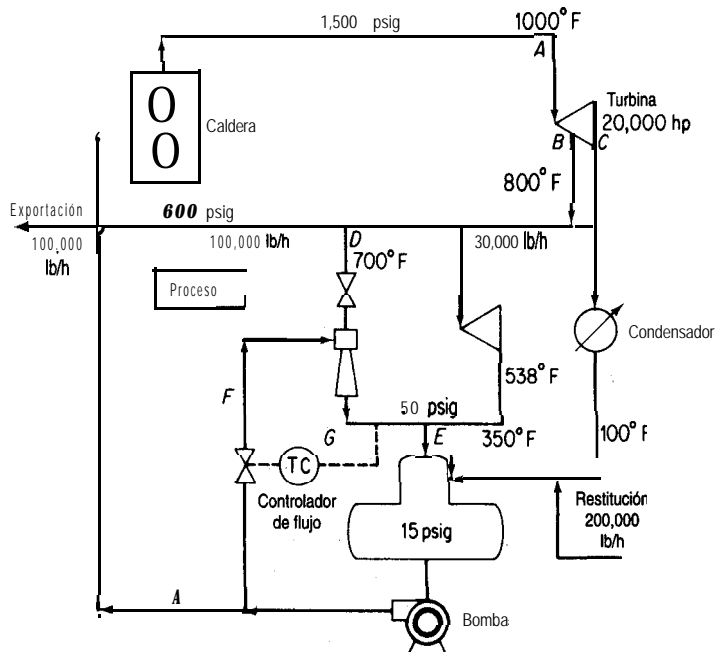 1,500 psig
1000°F
A
Turbina
20,000 hp
B
C
Caldera
800°F
Exportación
600 psig
100,000
lb/h
100,000 lb/h
D
30,000 lb/h
700°F
Proceso
Condensador
538°F
F
50 psig
G
E
350°F
100°F
TC
Controlador
de flujo
Restitución
200,000
lb/h
15 psig
A
Bomba